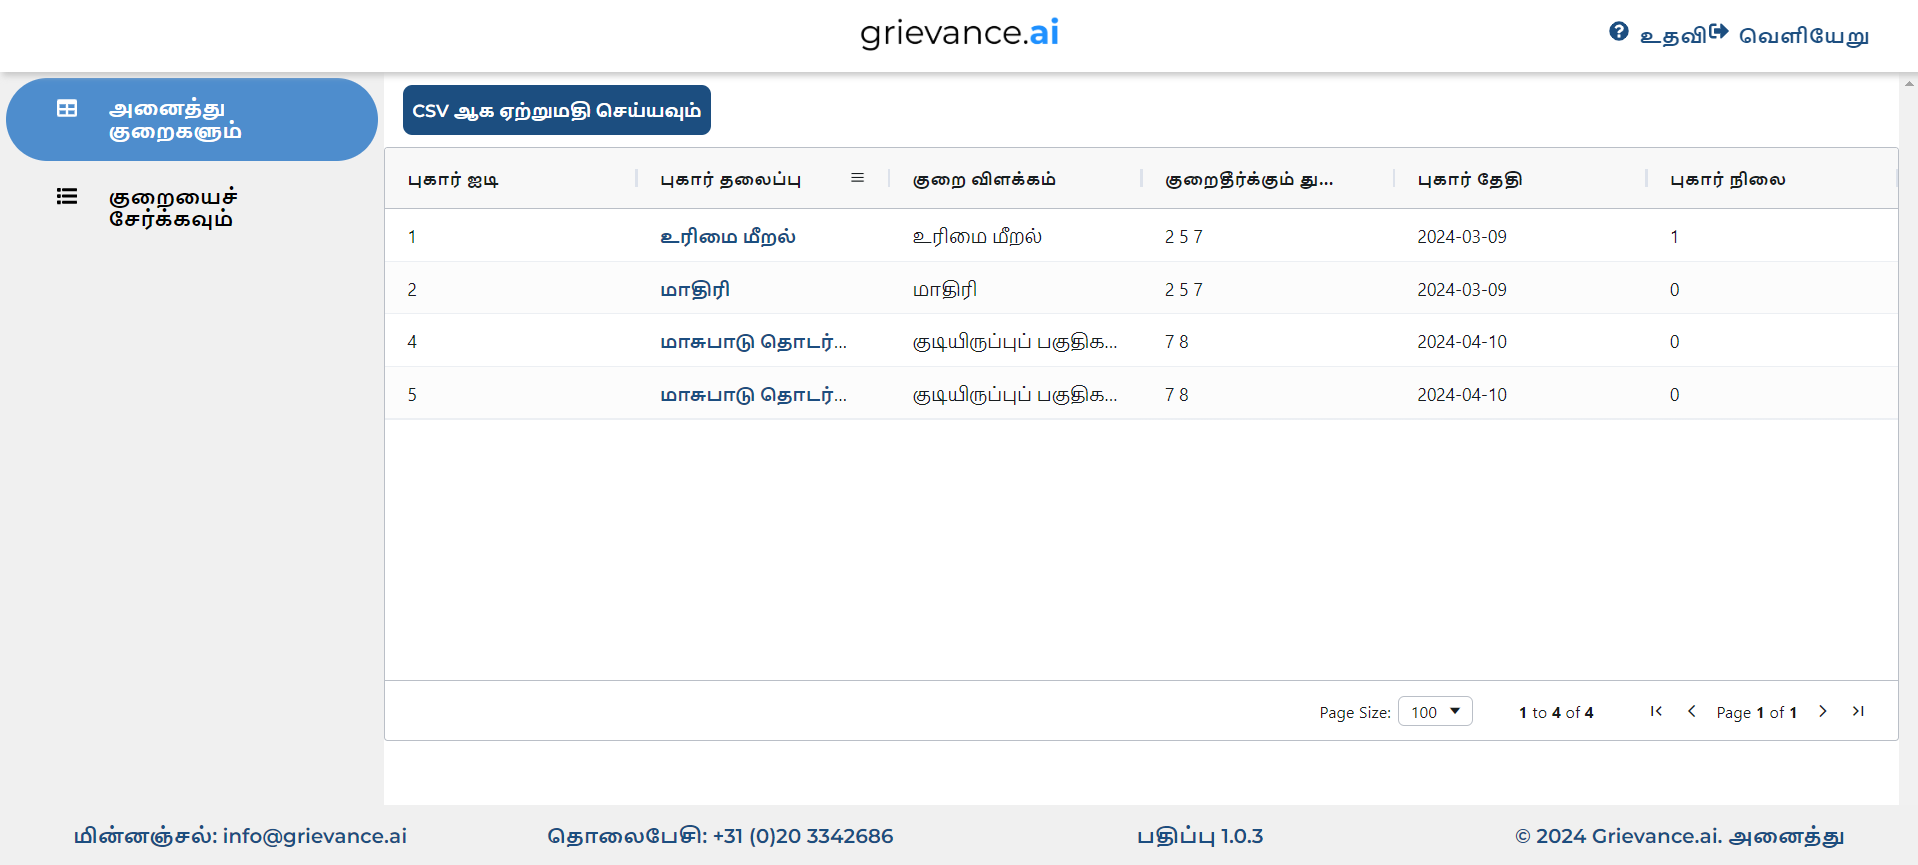 grievance.ai
உதவி வெளியேறு
அனைத்து
குறைகளும்
குறையைச்
சேர்க்கவும்
CSV ஆக ஏற்றுமதி செய்யவும்
புகார் ஐடி புகார் தலைப்பு குறை விளக்கம் குறைதீர்க்கும் து... புகார் தேதி புகார் நிலை
1 உரிமை மீறல் உரிமை மீறல் 2 5 7 2024-03-09 1
2 மாதிரி மாதிரி 2 5 7 2024-03-09 0
4 மாசுபாடு தொடர்... குடியிருப்புப் பகுதிக... 7 8 2024-04-10 0
5 மாசுபாடு தொடர்... குடியிருப்புப் பகுதிக... 7 8 2024-04-10 0
Page Size: 100 1 to 4 of 4 Page 1 of 1
மின்னஞ்சல்: info@grievance.ai தொலைபேசி: +31 (0)20 3342686 பதிப்பு 1.0.3 © 2024 Grievance.ai. அனைத்து